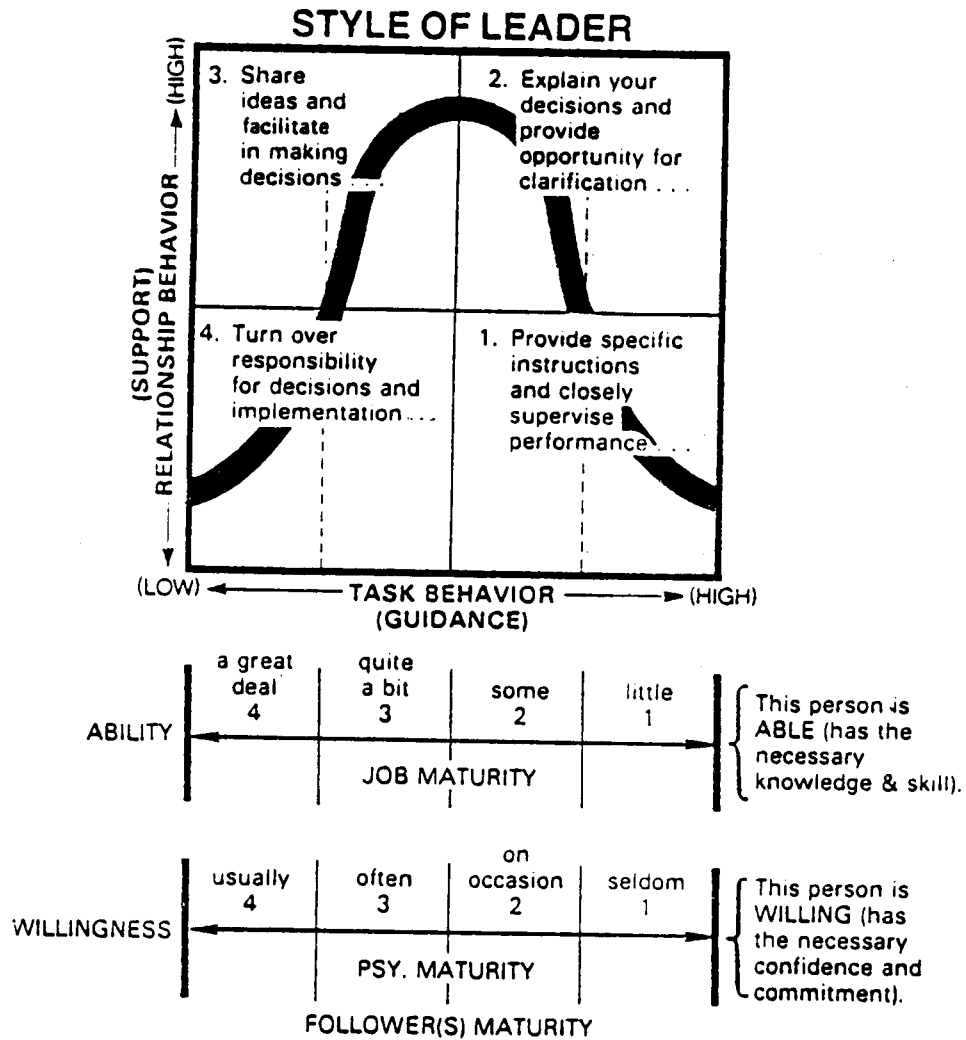 STYLE OF LEADER
3. Share
ideas and
facilitate
in making
decisions ....
2. Explain your
decisions and
provide
opportunity for
clarification ...
4. Turn over
responsibility
for decisions and
implementation ....
1. Provide specific
instructions
and closely
supervise
performance ....
(HIGH)
(SUPPORT)
RELATIONSHIP BEHAVIOR
(LOW)
TASK BEHAVIOR
(HIGH)
(GUIDANCE)
ABILITY
a great
deal
4
quite
a bit
3
some
2
little
1
JOB MATURITY
This person is
ABLE (has the
necessary
knowledge & skill).
WILLINGNESS
usually
4
often
3
on
occasion
2
seldom
1
PSY. MATURITY
This person is
WILLING (has
the necessary
confidence and
commitment).
FOLLOWER(S) MATURITY